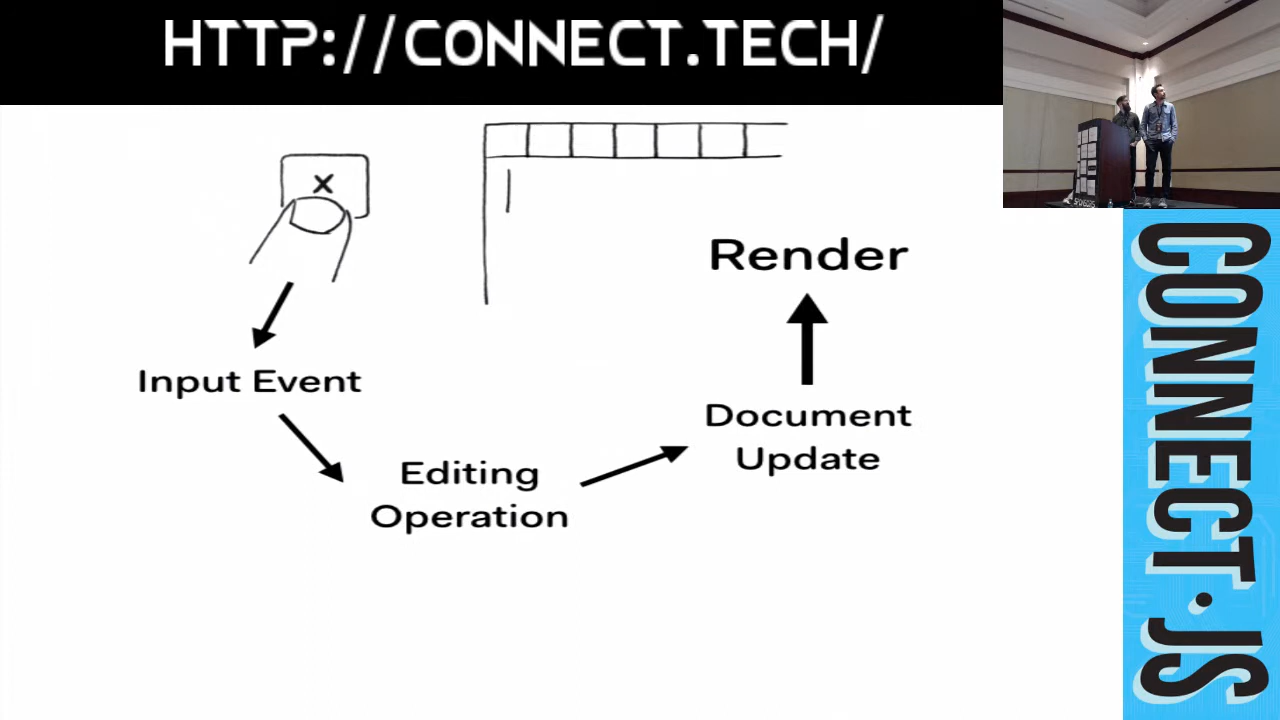 HTTP://CONNECT.TECH/
X
Input Event
Editing
Operation
Document
Update
Render
CONNECT.JS